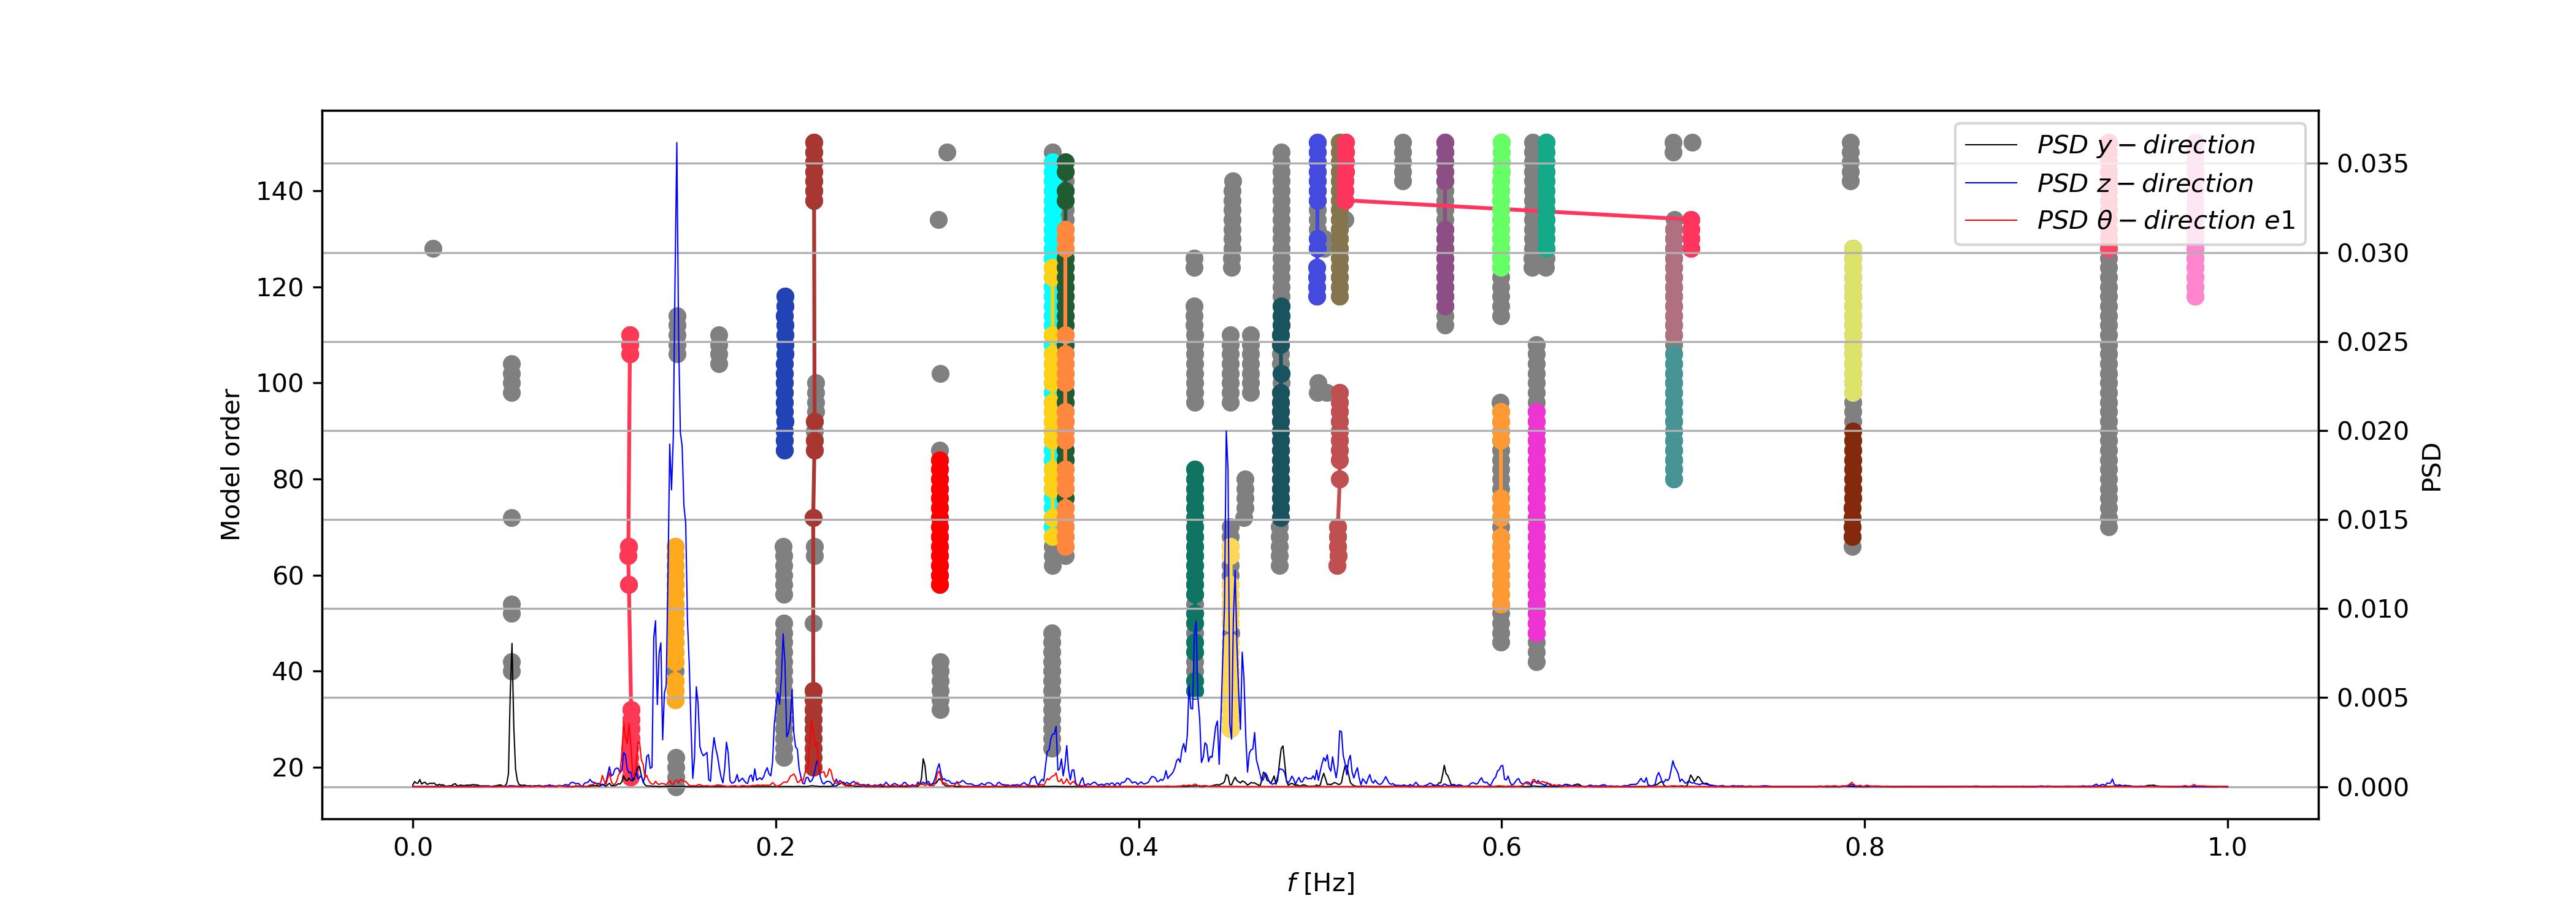 PSD y − direction
PSD z − direction
PSD θ − direction e1
Model order
140
120
100
80
60
40
20
0.035
0.030
0.025
0.020
0.015
0.010
0.005
0.000
PSD
0.0 0.2 0.4 0.6 0.8 1.0
f [Hz]